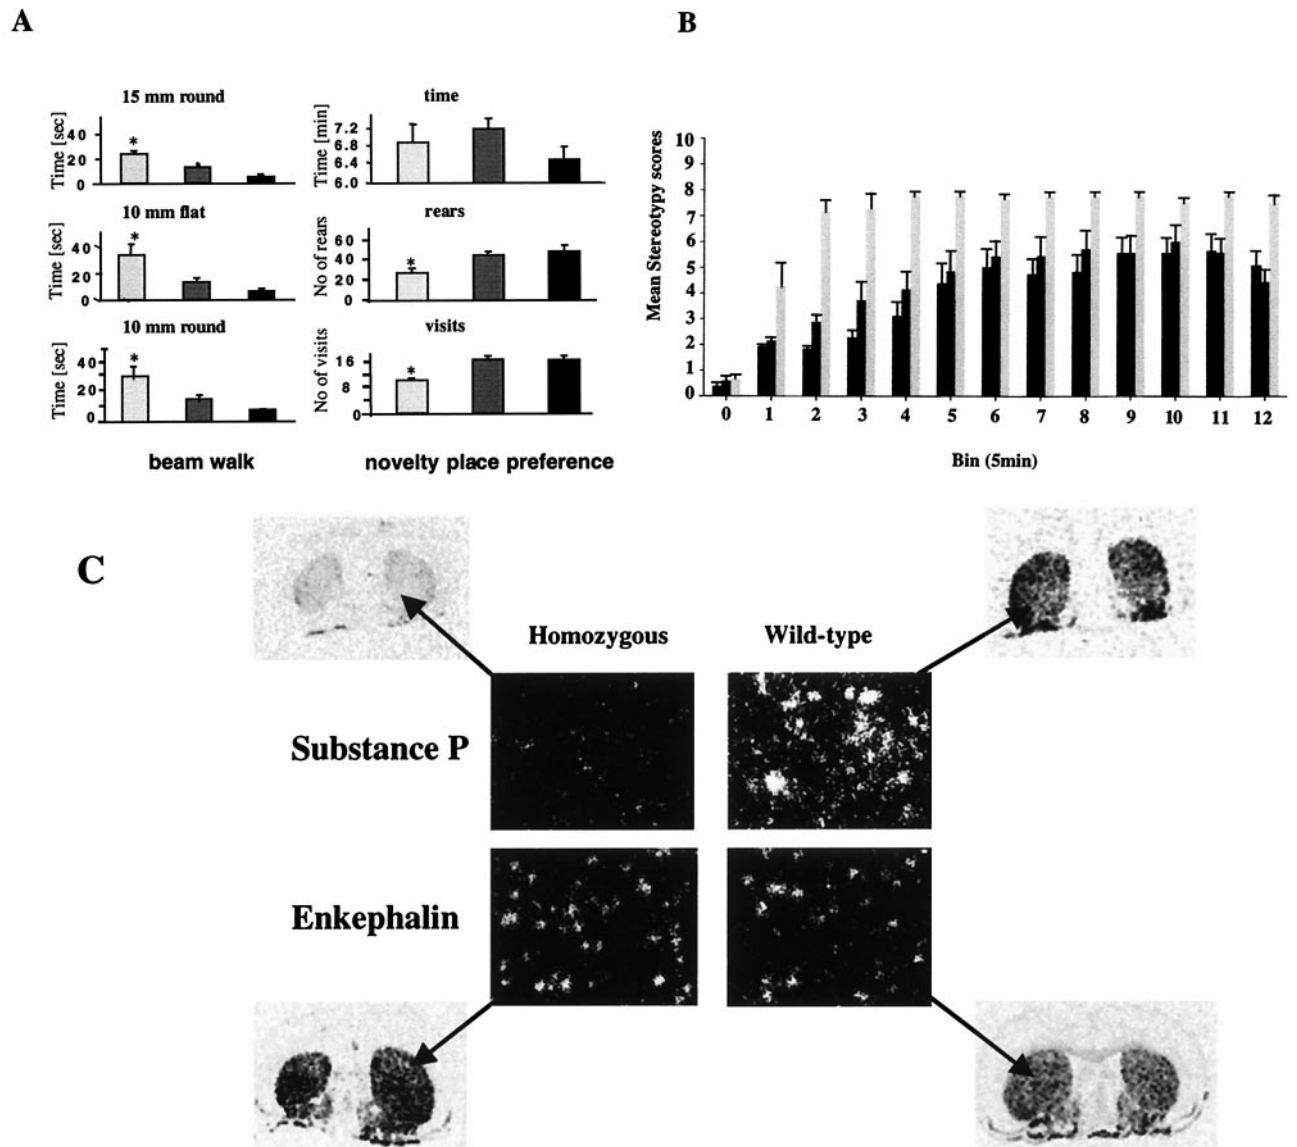 A
B
15 mm round
Time [sec]
40
20
0
*
time
Time [min]
7.2
6.8
6.4
6.0
10 mm flat
Time [sec]
40
20
0
*
rears
No of rears
60
40
20
0
*
10 mm round
Time [sec]
40
20
0
*
visits
No of visits
16
8
0
*
beam walk
novelty place preference
Mean Stereotypy scores
10
9
8
7
6
5
4
3
2
1
0
0 1 2 3 4 5 6 7 8 9 10 11 12
Bin (5min)
C
Homozygous Wild-type
Substance P
Enkephalin